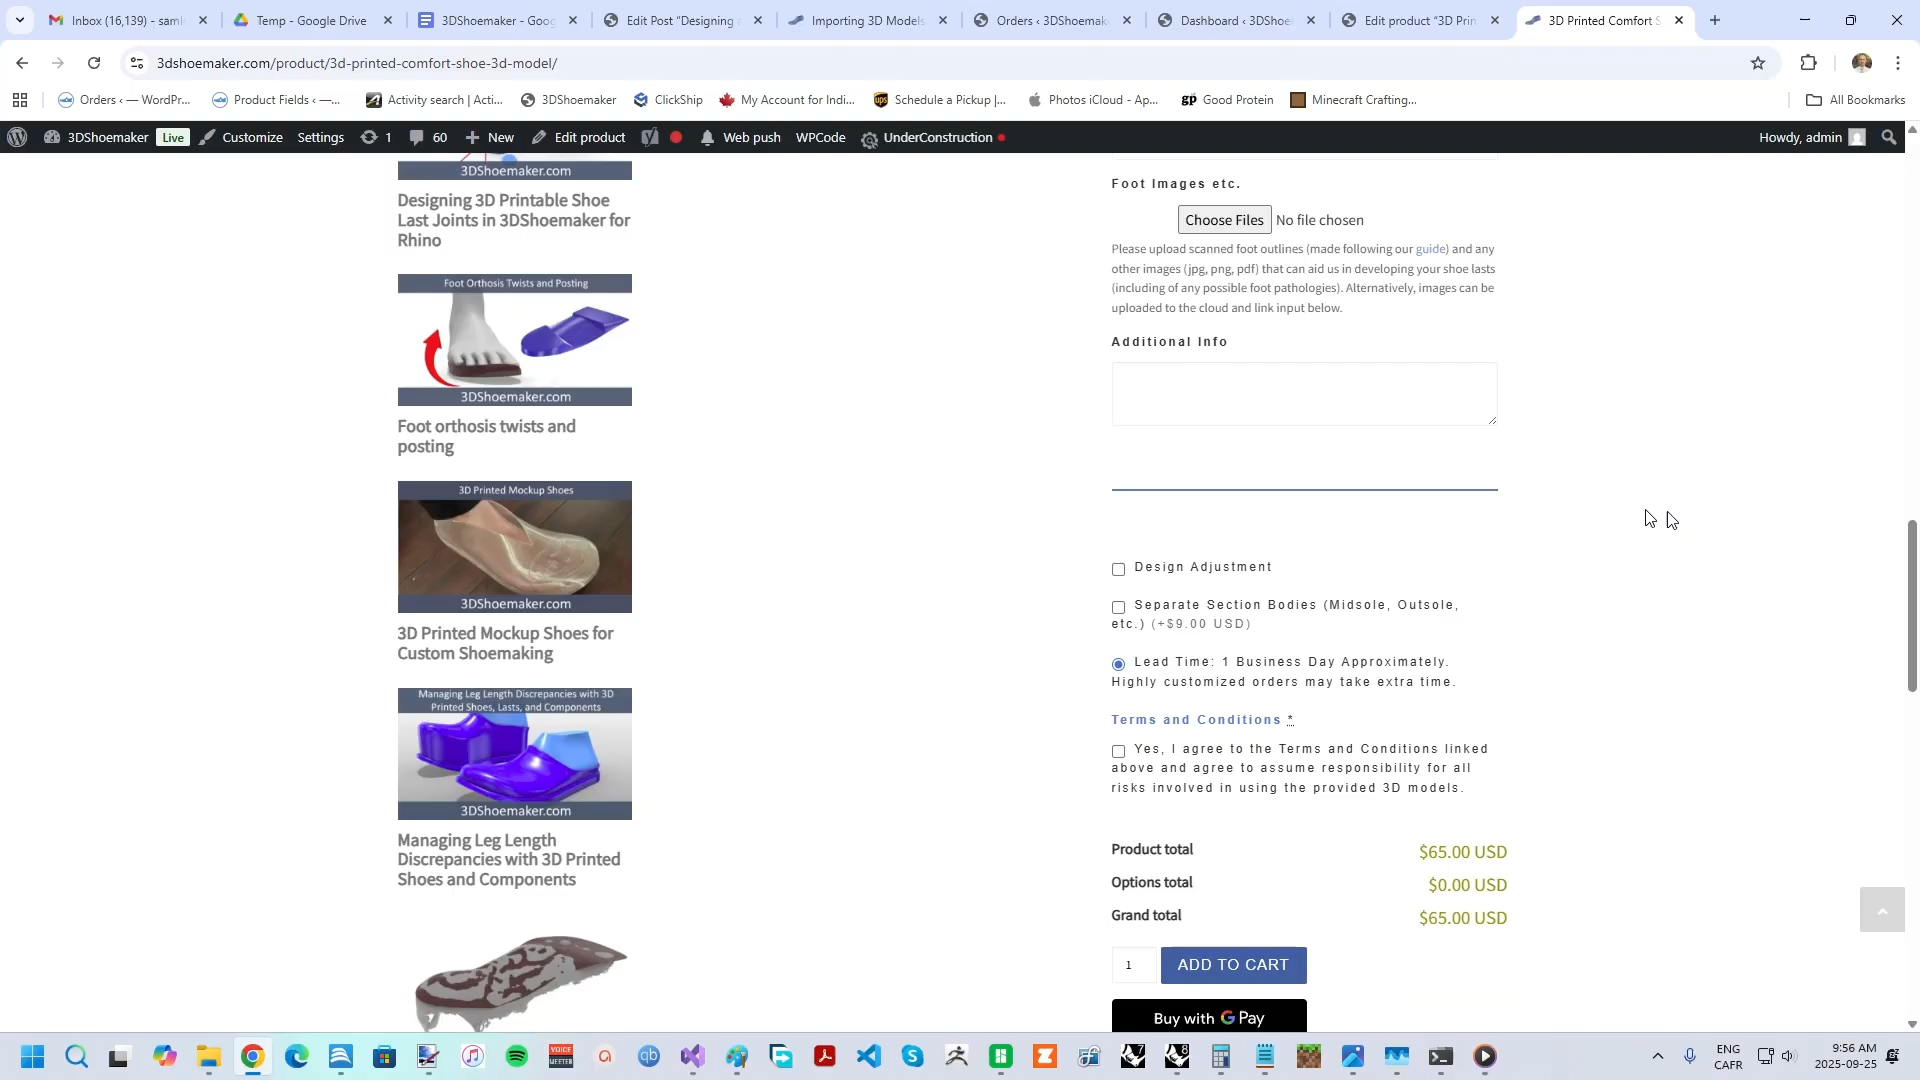 Inbox (16,139) - saml
Temp - Google Drive
3DShoemaker - Goog
Edit Post "Designing
Importing 3D Models
Orders ‹ 3DShoemak
Dashboard ‹ 3DShoe
Edit product "3D Prin
3D Printed Comfort S
3dshoemaker.com/product/3d-printed-comfort-shoe-3d-model/
Orders ‹ — WordPr...
Product Fields ‹ —...
Activity search | Acti...
3DShoemaker
ClickShip
My Account for Indi...
Schedule a Pickup |...
Photos iCloud - Ap...
gp Good Protein
Minecraft Crafting...
All Bookmarks
3DShoemaker
Live
Customize
Settings
1
60
New
Edit product
Web push
WPCode
UnderConstruction
Howdy, admin
3DShoemaker.com
Designing 3D Printable Shoe
Last Joints in 3DShoemaker for
Rhino
Foot Orthosis Twists and Posting
3DShoemaker.com
Foot orthosis twists and
posting
3D Printed Mockup Shoes
3DShoemaker.com
3D Printed Mockup Shoes for
Custom Shoemaking
Managing Leg Length Discrepancies with 3D
Printed Shoes, Lasts, and Components
3DShoemaker.com
Managing Leg Length
Discrepancies with 3D Printed
Shoes and Components
Foot Images etc.
Choose Files No file chosen
Please upload scanned foot outlines (made following our guide) and any
other images (jpg, png, pdf) that can aid us in developing your shoe lasts
(including of any possible foot pathologies). Alternatively, images can be
uploaded to the cloud and link input below.
Additional Info
Design Adjustment
Separate Section Bodies (Midsole, Outsole,
etc.) (+$9.00 USD)
Lead Time: 1 Business Day Approximately.
Highly customized orders may take extra time.
Terms and Conditions *
Yes, I agree to the Terms and Conditions linked
above and agree to assume responsibility for all
risks involved in using the provided 3D models.
Product total $65.00 USD
Options total $0.00 USD
Grand total $65.00 USD
1 ADD TO CART
Buy with G Pay
ENG
CAFR
9:56 AM
2025-09-25